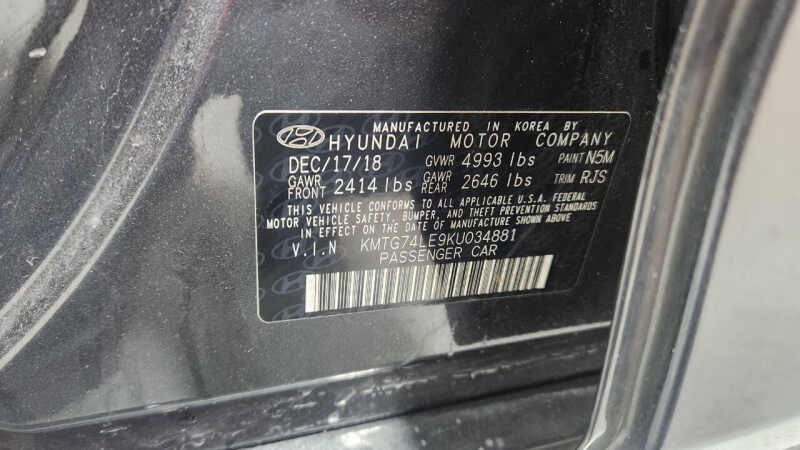 MANUFACTURED IN KOREA BY
HYUNDAI MOTOR COMPANY
DEC/17/18 GVWR 4993 lbs PAINT N5M
GAWR FRONT 2414 lbs GAWR REAR 2646 lbs TRIM RJS
THIS VEHICLE CONFORMS TO ALL APPLICABLE U.S.A. FEDERAL
MOTOR VEHICLE SAFETY, BUMPER, AND THEFT PREVENTION STANDARDS
IN EFFECT ON THE DATE OF MANUFACTURE SHOWN ABOVE
V.I.N KMTG74LE9KU034881
PASSENGER CAR